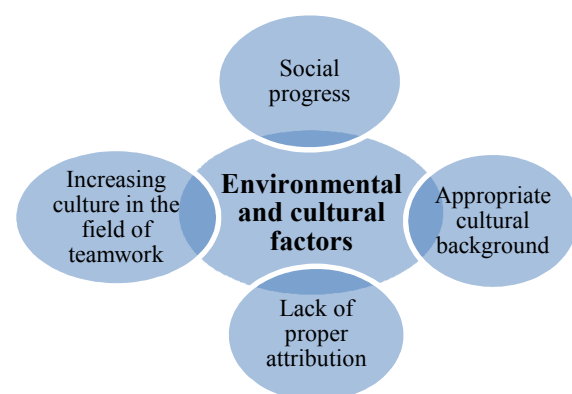 Social
progress
Increasing
culture in the
field of
teamwork
Environmental
and cultural
factors
Appropriate
cultural
background
Lack of
proper
attribution